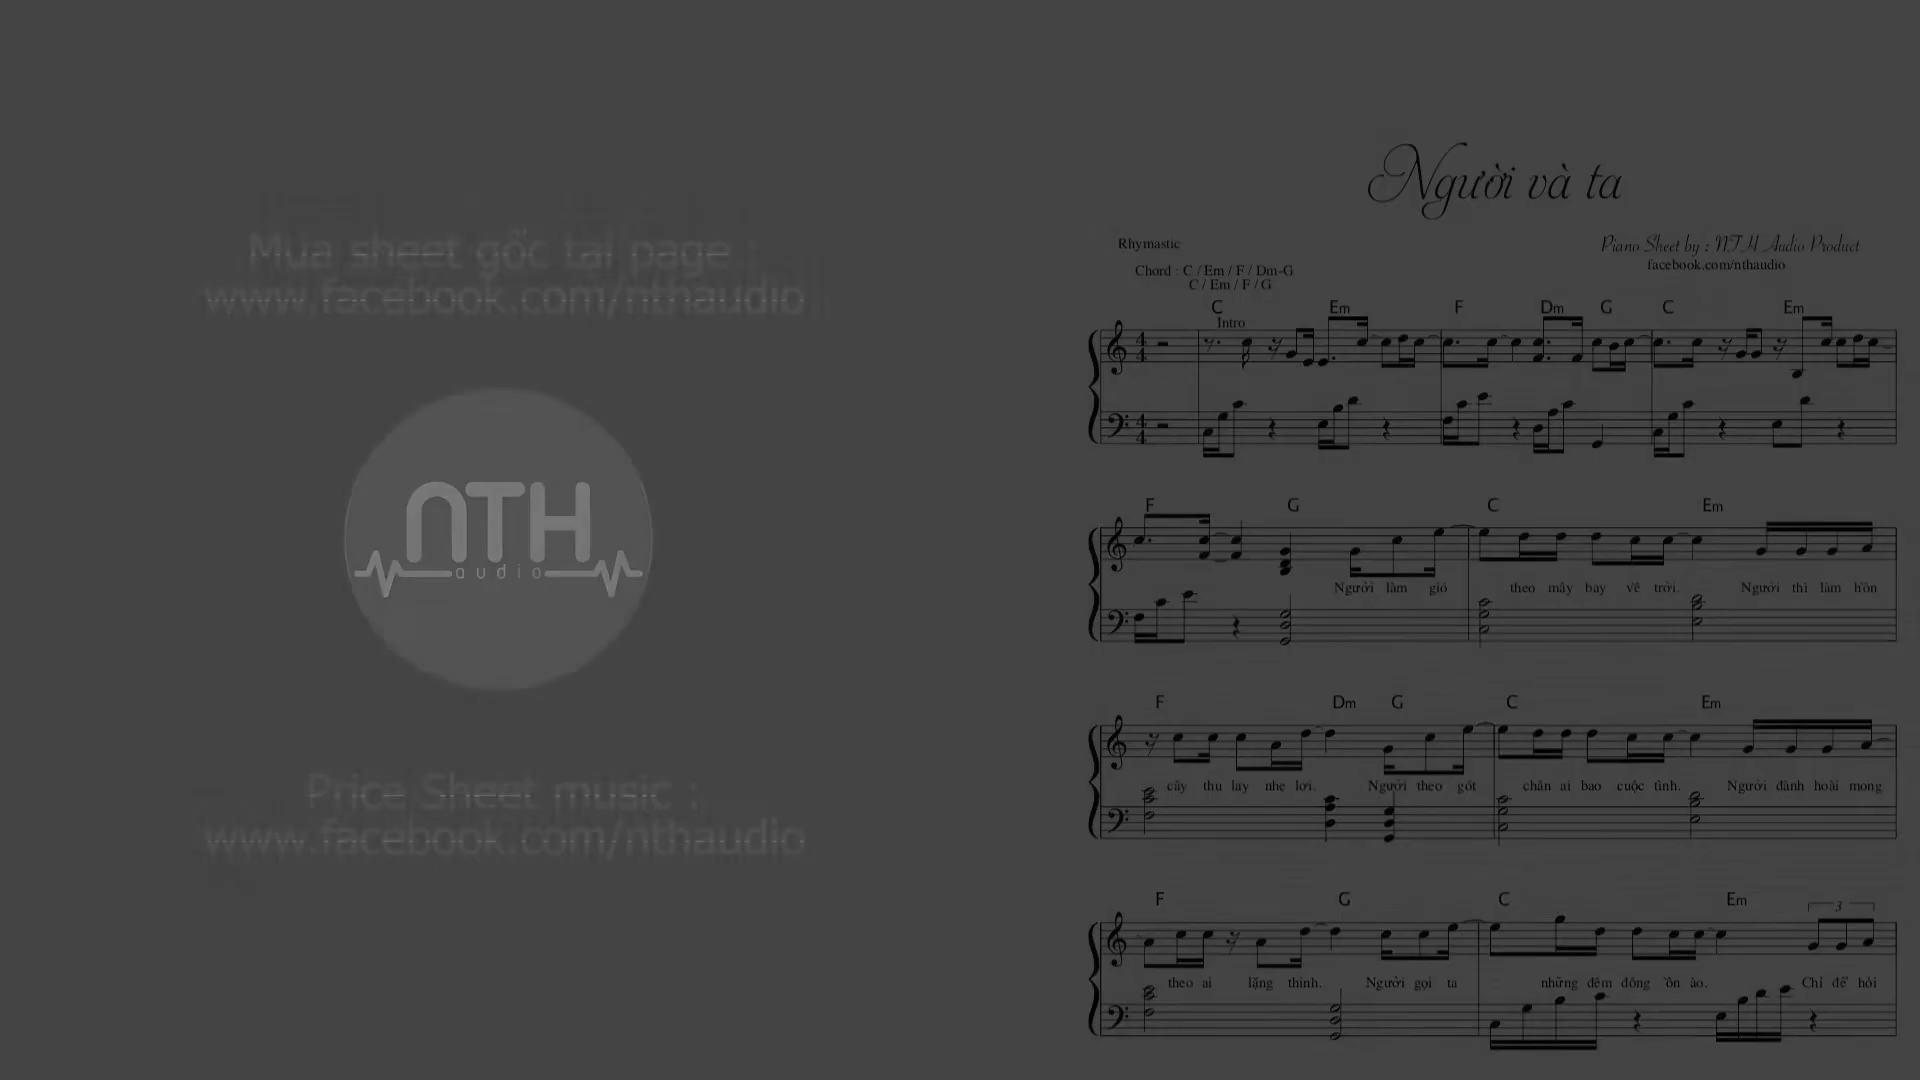 Mua sheet gốc tại page :
www.facebook.com/nthaudio
NTH
audio
Price Sheet music :
www.facebook.com/nthaudio
Người và ta
Rhymastic
Piano Sheet by : NTH Audio Product
facebook.com/nthaudio
Chord : C / Em / F / Dm-G
C / Em / F / G
C Em F Dm G C Em
Intro
F G C Em
Người làm gió theo mây bay về trời. Người thì làm hồn
F Dm G C Em
cây thu lay nhẹ lơi. Người theo gót chân ai bao cuộc tình. Người đành hoài mong
F G C Em
3
theo ai lặng thinh. Người gọi ta những đêm đông ồn ào. Chỉ để hỏi